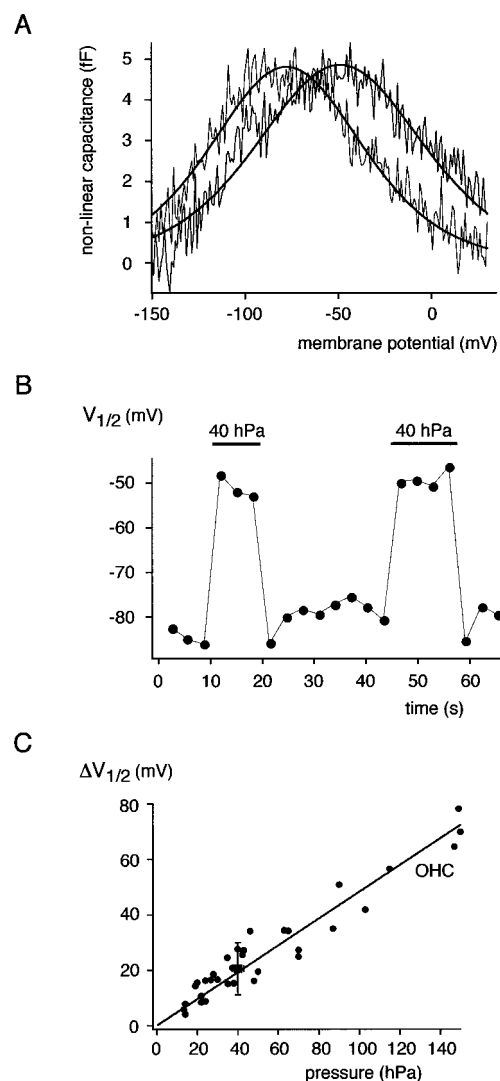 A
non-linear capacitance (fF)
5
4
3
2
1
0
-150
-100
-50
0
membrane potential (mV)
B
V1/2 (mV)
40 hPa
40 hPa
-50
-60
-70
-80
0
10
20
30
40
50
60
time (s)
C
ΔV1/2 (mV)
80
60
40
20
0
OHC
0
20
40
60
80
100
120
140
pressure (hPa)